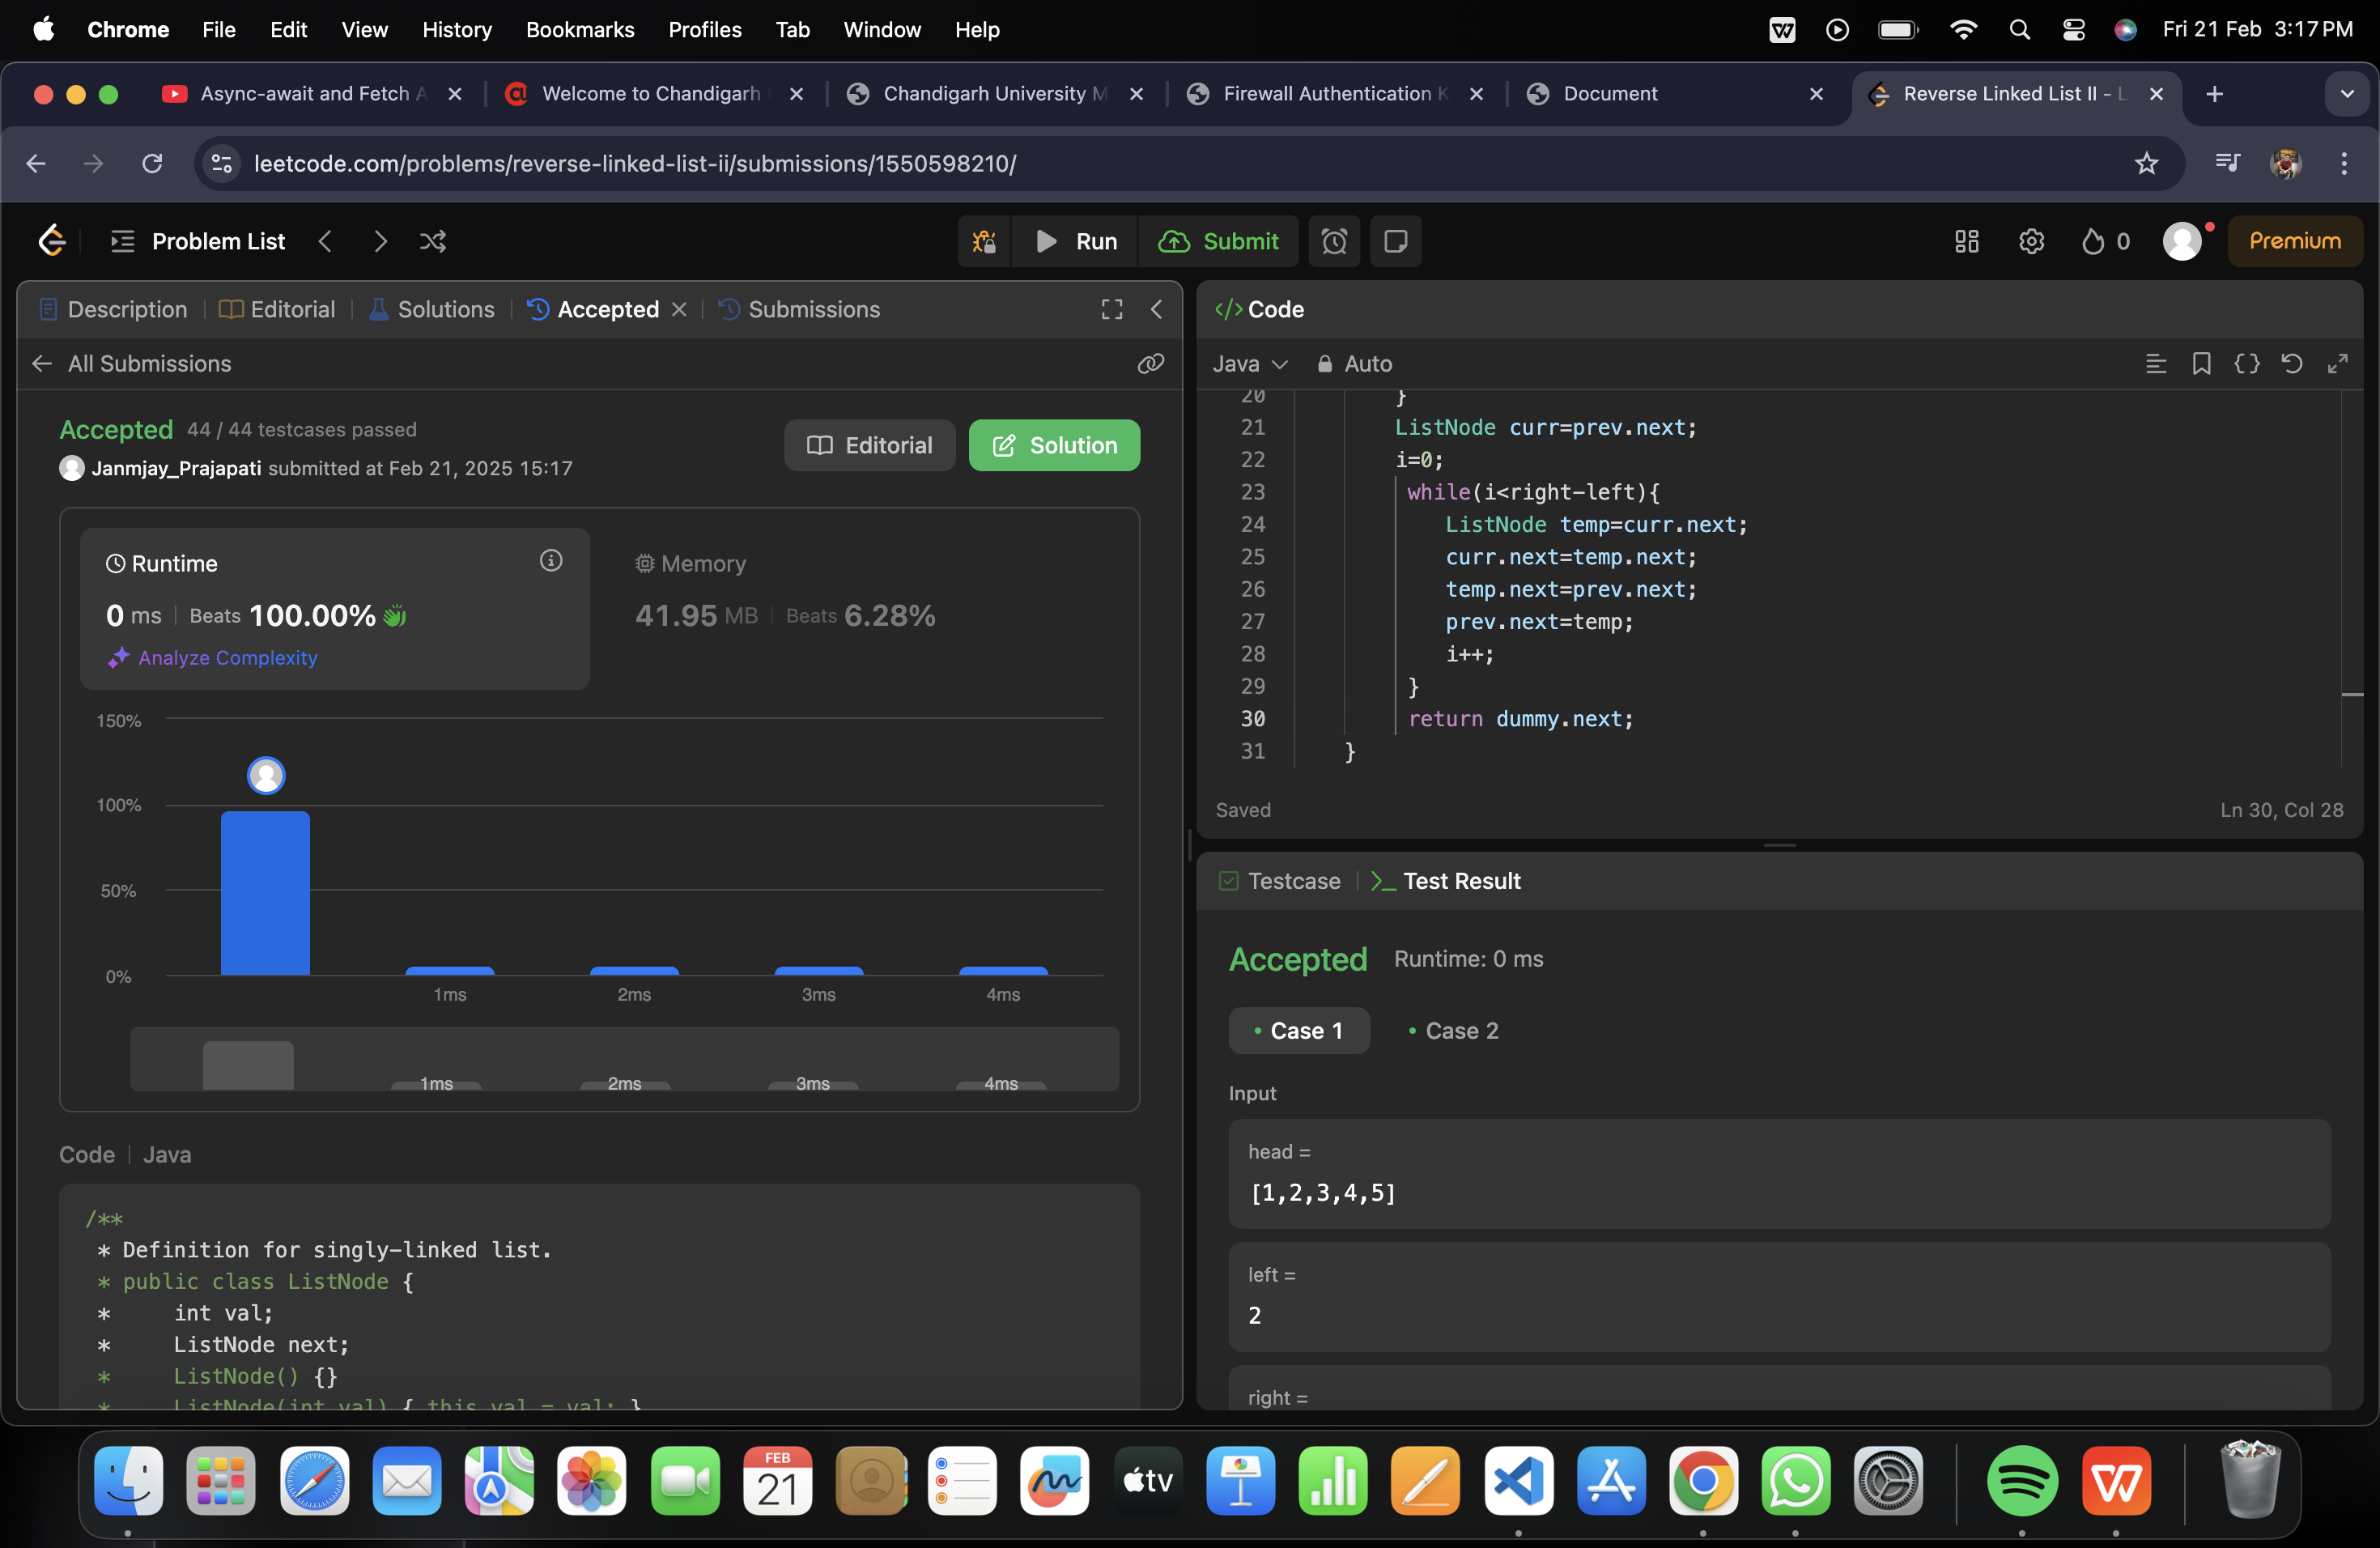 Chrome File Edit View History Bookmarks Profiles Tab Window Help Fri 21 Feb 3:17 PM
Async-await and Fetch Welcome to Chandigarh Chandigarh University M Firewall Authentication K Document Reverse Linked List II - L
leetcode.com/problems/reverse-linked-list-ii/submissions/1550598210/
Problem List Run Submit 0 Premium
Description Editorial Solutions Accepted Submissions
All Submissions
Accepted 44 / 44 testcases passed
Janmjay_Prajapati submitted at Feb 21, 2025 15:17
Editorial Solution
Runtime
0 ms Beats 100.00%
Analyze Complexity
Memory
41.95 MB Beats 6.28%
150%
100%
50%
0%
1ms 2ms 3ms 4ms
1ms 2ms 3ms 4ms
Code Java
/**
* Definition for singly-linked list.
* public class ListNode {
* int val;
* ListNode next;
* ListNode() {}
* ListNode(int val) { this.val = val; }
</> Code
Java Auto
20 }
21 ListNode curr=prev.next;
22 i=0;
23 while(i<right-left){
24 ListNode temp=curr.next;
25 curr.next=temp.next;
26 temp.next=prev.next;
27 prev.next=temp;
28 i++;
29 }
30 return dummy.next;
31 }
Saved Ln 30, Col 28
Testcase Test Result
Accepted Runtime: 0 ms
Case 1 Case 2
Input
head =
[1,2,3,4,5]
left =
2
right =
FEB
21
tv